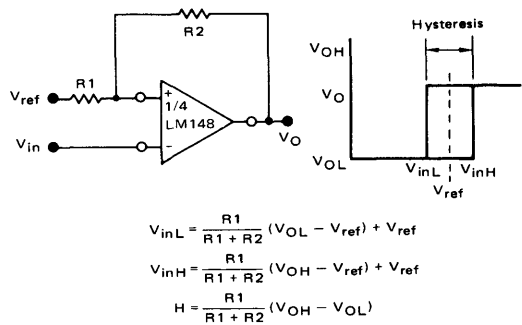 R2
Hysteresis
VOH
R1
Vref
+
1/4
LM148
VO
VO
Vin
−
VOL
VinL
VinH
Vref
VinL = R1 / (R1 + R2) (VOL − Vref) + Vref
VinH = R1 / (R1 + R2) (VOH − Vref) + Vref
H = R1 / (R1 + R2) (VOH − VOL)